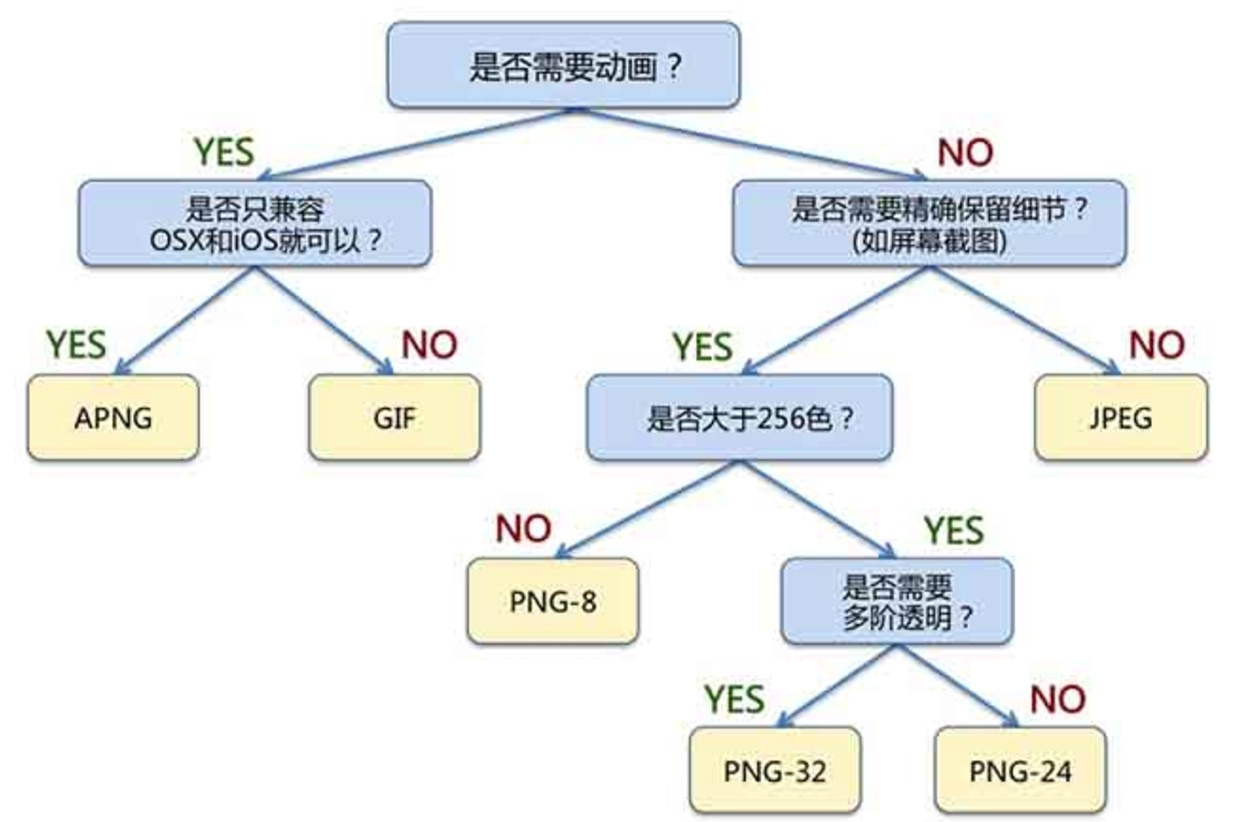 是否需要动画？
YES
NO
是否只兼容
OSX和iOS就可以？
是否需要精确保留细节？
(如屏幕截图)
YES
NO
YES
NO
APNG
GIF
是否大于256色？
JPEG
NO
YES
PNG-8
是否需要
多阶透明？
YES
NO
PNG-32
PNG-24